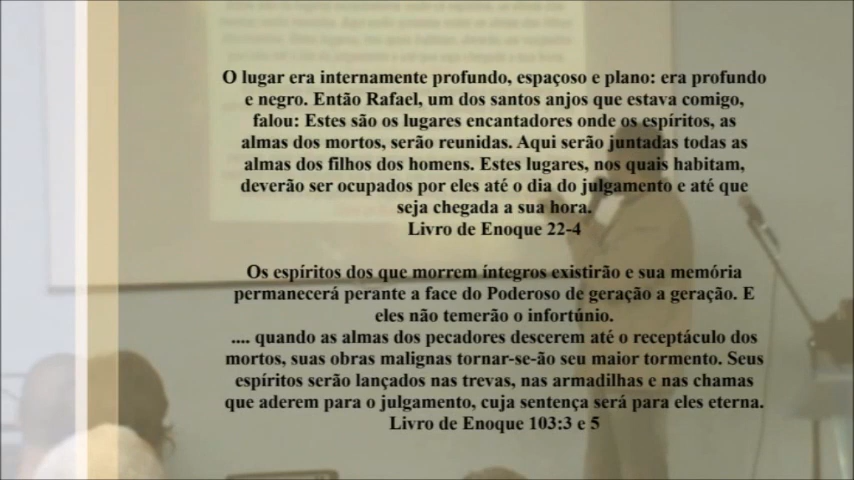 O lugar era internamente profundo, espaçoso e plano: era profundo
e negro. Então Rafael, um dos santos anjos que estava comigo,
falou: Estes são os lugares encantadores onde os espíritos, as
almas dos mortos, serão reunidas. Aqui serão juntadas todas as
almas dos filhos dos homens. Estes lugares, nos quais habitam,
deverão ser ocupados por eles até o dia do julgamento e até que
seja chegada a sua hora.
Livro de Enoque 22-4
Os espíritos dos que morrem íntegros existirão e sua memória
permanecerá perante a face do Poderoso de geração a geração. E
eles não temerão o infortúnio.
.... quando as almas dos pecadores descerem até o receptáculo dos
mortos, suas obras malignas tornar-se-ão seu maior tormento. Seus
espíritos serão lançados nas trevas, nas armadilhas e nas chamas
que aderem para o julgamento, cuja sentença será para eles eterna.
Livro de Enoque 103:3 e 5